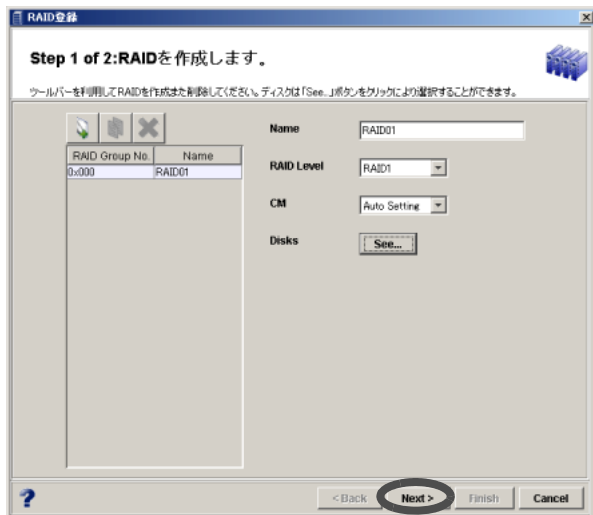 RAID登録
Step 1 of 2:RAIDを作成します。
ツールバーを利用してRAIDを作成また削除してください。ディスクは「See...」ボタンをクリックにより選択することができます。
RAID Group No. Name
0x000 RAID01
Name RAID01
RAID Level RAID1
CM Auto Setting
Disks See...
? < Back Next > Finish Cancel